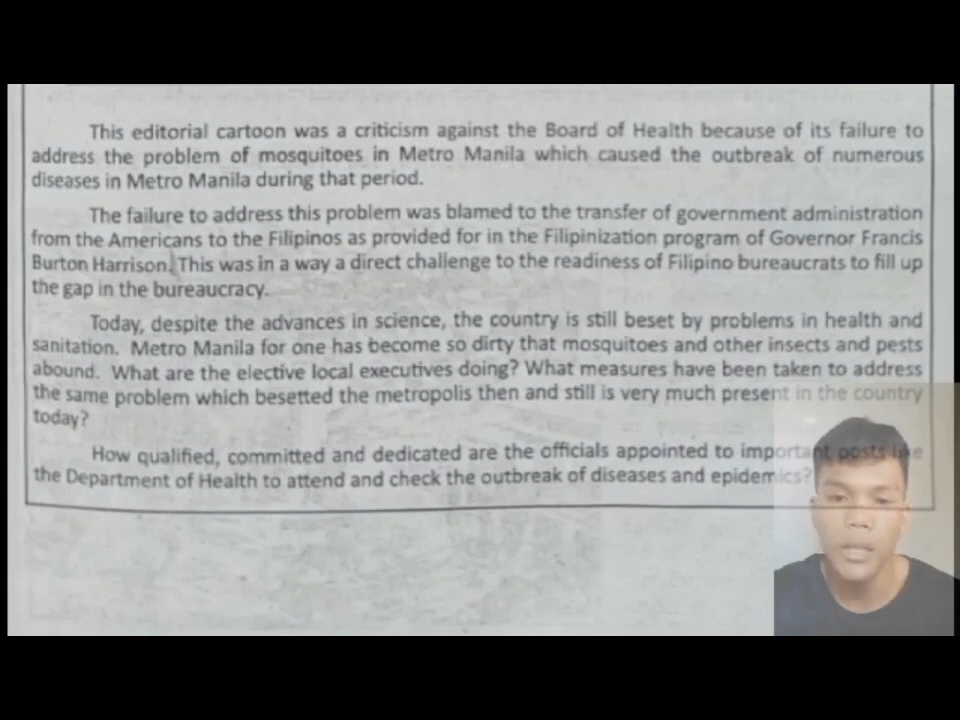 This editorial cartoon was a criticism against the Board of Health because of its failure to
address the problem of mosquitoes in Metro Manila which caused the outbreak of numerous
diseases in Metro Manila during that period.
The failure to address this problem was blamed to the transfer of government administration
from the Americans to the Filipinos as provided for in the Filipinization program of Governor Francis
Burton Harrison. This was in a way a direct challenge to the readiness of Filipino bureaucrats to fill up
the gap in the bureaucracy.
Today, despite the advances in science, the country is still beset by problems in health and
sanitation. Metro Manila for one has become so dirty that mosquitoes and other insects and pests
abound. What are the elective local executives doing? What measures have been taken to address
the same problem which besetted the metropolis then and still is very much present in the country
today?
How qualified, committed and dedicated are the officials appointed to important posts like
the Department of Health to attend and check the outbreak of diseases and epidemics?